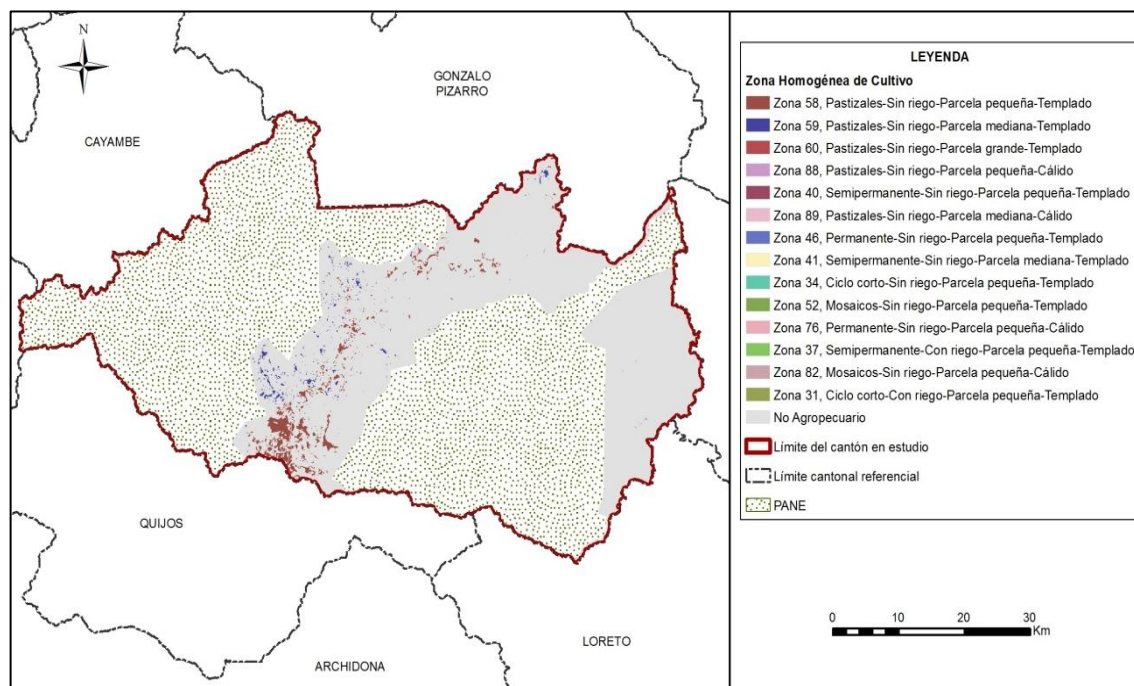 N
GONZALO
PIZARRO
CAYAMBE
QUIJOS
LORETO
ARCHIDONA
LEYENDA
Zona Homogénea de Cultivo
Zona 58, Pastizales-Sin riego-Parcela pequeña-Templado
Zona 59, Pastizales-Sin riego-Parcela mediana-Templado
Zona 60, Pastizales-Sin riego-Parcela grande-Templado
Zona 88, Pastizales-Sin riego-Parcela pequeña-Cálido
Zona 40, Semipermanente-Sin riego-Parcela pequeña-Templado
Zona 89, Pastizales-Sin riego-Parcela mediana-Cálido
Zona 46, Permanente-Sin riego-Parcela pequeña-Templado
Zona 41, Semipermanente-Sin riego-Parcela mediana-Templado
Zona 34, Ciclo corto-Sin riego-Parcela pequeña-Templado
Zona 52, Mosaicos-Sin riego-Parcela pequeña-Templado
Zona 76, Permanente-Sin riego-Parcela pequeña-Cálido
Zona 37, Semipermanente-Con riego-Parcela pequeña-Templado
Zona 82, Mosaicos-Sin riego-Parcela pequeña-Cálido
Zona 31, Ciclo corto-Con riego-Parcela pequeña-Templado
No Agropecuario
Límite del cantón en estudio
Límite cantonal referencial
PANE
0 10 20 30
Km